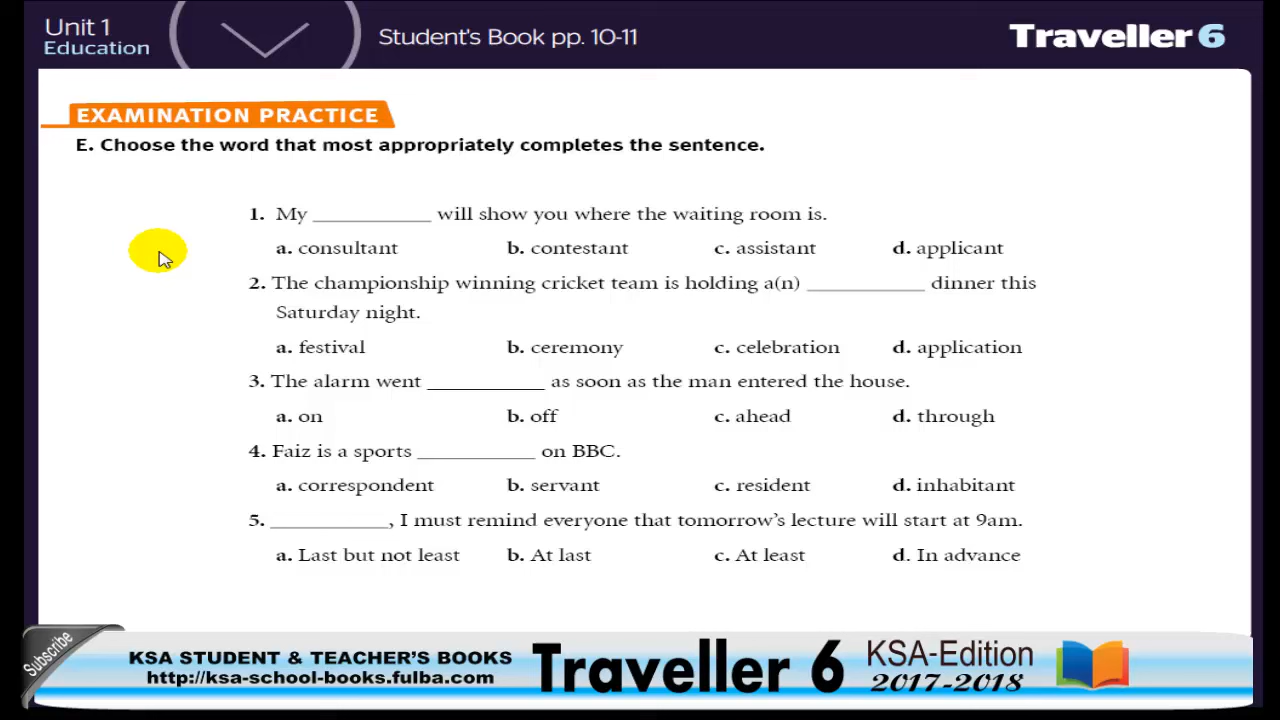 Unit 1
Education
Student's Book pp. 10-11
Traveller 6
EXAMINATION PRACTICE
E. Choose the word that most appropriately completes the sentence.
1. My ____________ will show you where the waiting room is.
a. consultant b. contestant c. assistant d. applicant
2. The championship winning cricket team is holding a(n) ____________ dinner this
Saturday night.
a. festival b. ceremony c. celebration d. application
3. The alarm went ____________ as soon as the man entered the house.
a. on b. off c. ahead d. through
4. Faiz is a sports ____________ on BBC.
a. correspondent b. servant c. resident d. inhabitant
5. ____________, I must remind everyone that tomorrow’s lecture will start at 9am.
a. Last but not least b. At last c. At least d. In advance
Subscribe
KSA STUDENT & TEACHER'S BOOKS
http://ksa-school-books.fulba.com
Traveller 6
KSA-Edition
2017-2018